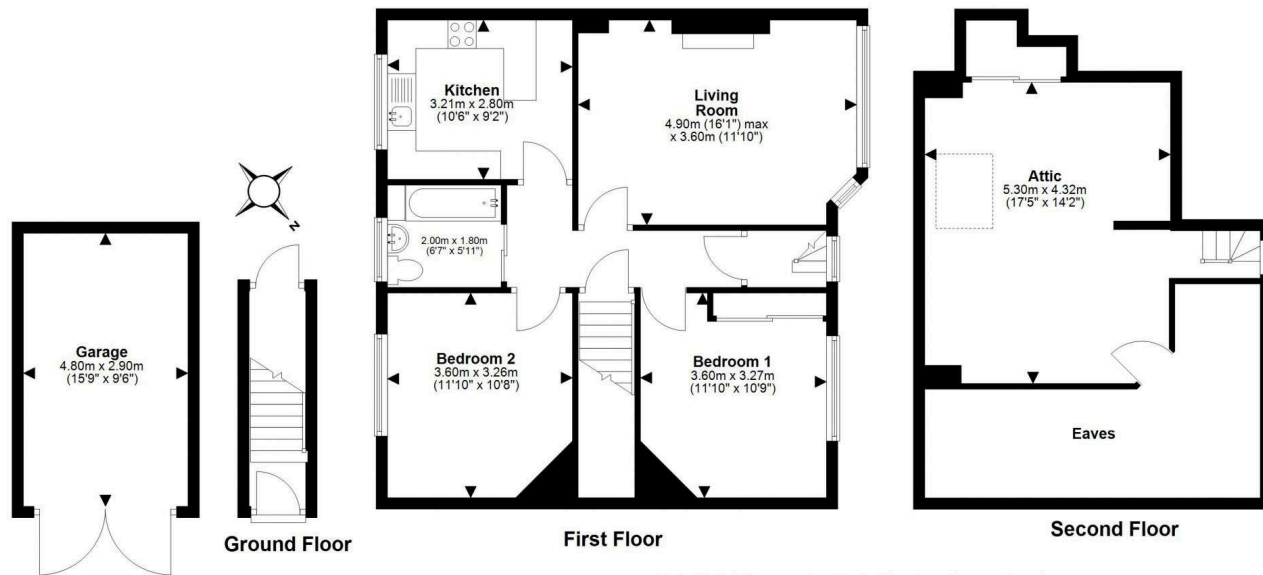 Kitchen
3.21m x 2.80m
(10'6" x 9'2")
Living
Room
4.90m (16'1") max
x 3.60m (11'10")
Attic
5.30m x 4.32m
(17'5" x 14'2")
N
2.00m x 1.80m
(6'7" x 5'11")
Garage
4.80m x 2.90m
(15'9" x 9'6")
Bedroom 2
3.60m x 3.26m
(11'10" x 10'8")
Bedroom 1
3.60m x 3.27m
(11'10" x 10'9")
Eaves
Ground Floor
First Floor
Second Floor